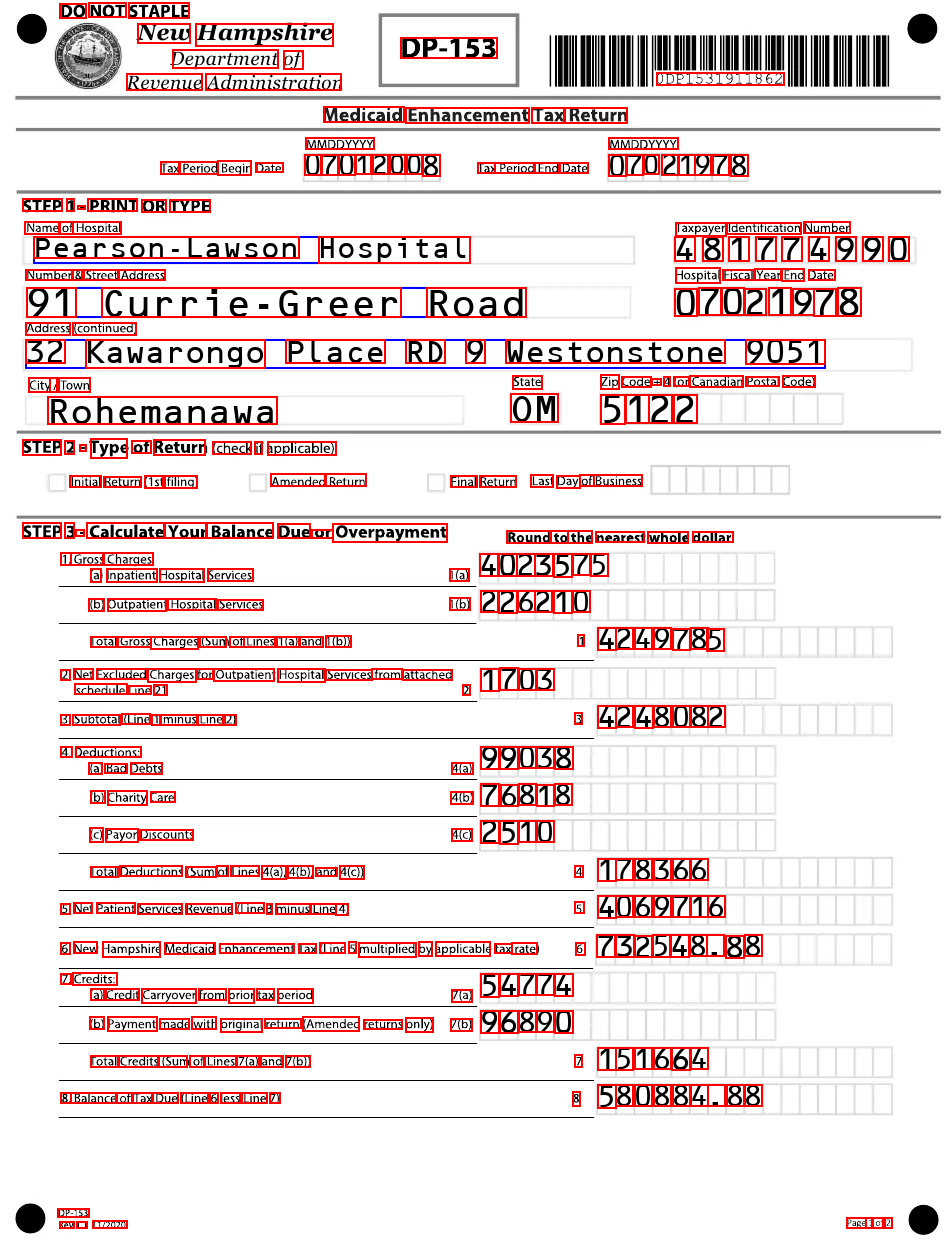 DO NOT STAPLE
New Hampshire
Department of
Revenue Administration
DP-153
0DP1531911862
Medicaid Enhancement Tax Return
MMDDYYYY MMDDYYYY
Tax Period Begin Date 07012008 Tax Period End Date 07021978
STEP 1 - PRINT OR TYPE
Name of Hospital Taxpayer Identification Number
Pearson-Lawson Hospital 481774990
Number & Street Address Hospital Fiscal Year End Date
91 Currie-Greer Road 07021978
Address (continued)
32 Kawarongo Place RD 9 Westonstone 9051
City / Town State Zip Code + 4 (or Canadian Postal Code)
Rohemanawa OM 5122
STEP 2 - Type of Return (check if applicable)
Initial Return (1st filing) Amended Return Final Return Last Day of Business
STEP 3 - Calculate Your Balance Due or Overpayment Round to the nearest whole dollar
1. Gross Charges
a) Inpatient Hospital Services 1(a) 4023575
(b) Outpatient Hospital Services 1(b) 226210
Total Gross Charges (Sum of Lines 1(a) and 1(b)) 1 4249785
2 Net Excluded Charges for Outpatient Hospital Services from attached
schedule Line 21 2 1703
3 Subtotal (Line 1 minus Line 2) 3 4248082
4. Deductions:
(a) Bad Debts 4(a) 99038
b) Charity Care 4(b) 76818
(c) Payor Discounts 4(c) 2510
Total Deductions (Sum of Lines 4(a), 4(b), and 4(c)) 4 178366
5 Net Patient Services Revenue (Line 3 minus Line 4) 5 4069716
6 New Hampshire Medicaid Enhancement Tax (Line 5 multiplied by applicable tax rate) 6 732548.88
7 Credits:
a) Credit Carryover from prior tax period 7(a) 54774
(b) Payment made with original return (Amended returns only) 7(b) 96890
Total Credits (Sum of Lines 7(a) and 7(b)) 7 151664
8 Balance of Tax Due (Line 6 less Line 7) 8 580884.88
DP-153
Rev 11/2020 Page 1 of 2